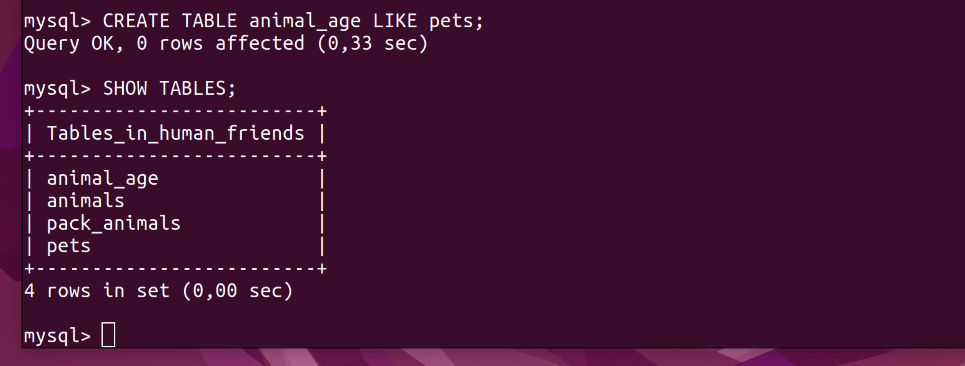 mysql> CREATE TABLE animal_age LIKE pets;
Query OK, 0 rows affected (0,33 sec)
mysql> SHOW TABLES;
+-------------------------+
| Tables_in_human_friends |
+-------------------------+
| animal_age              |
| animals                 |
| pack_animals            |
| pets                    |
+-------------------------+
4 rows in set (0,00 sec)
mysql>